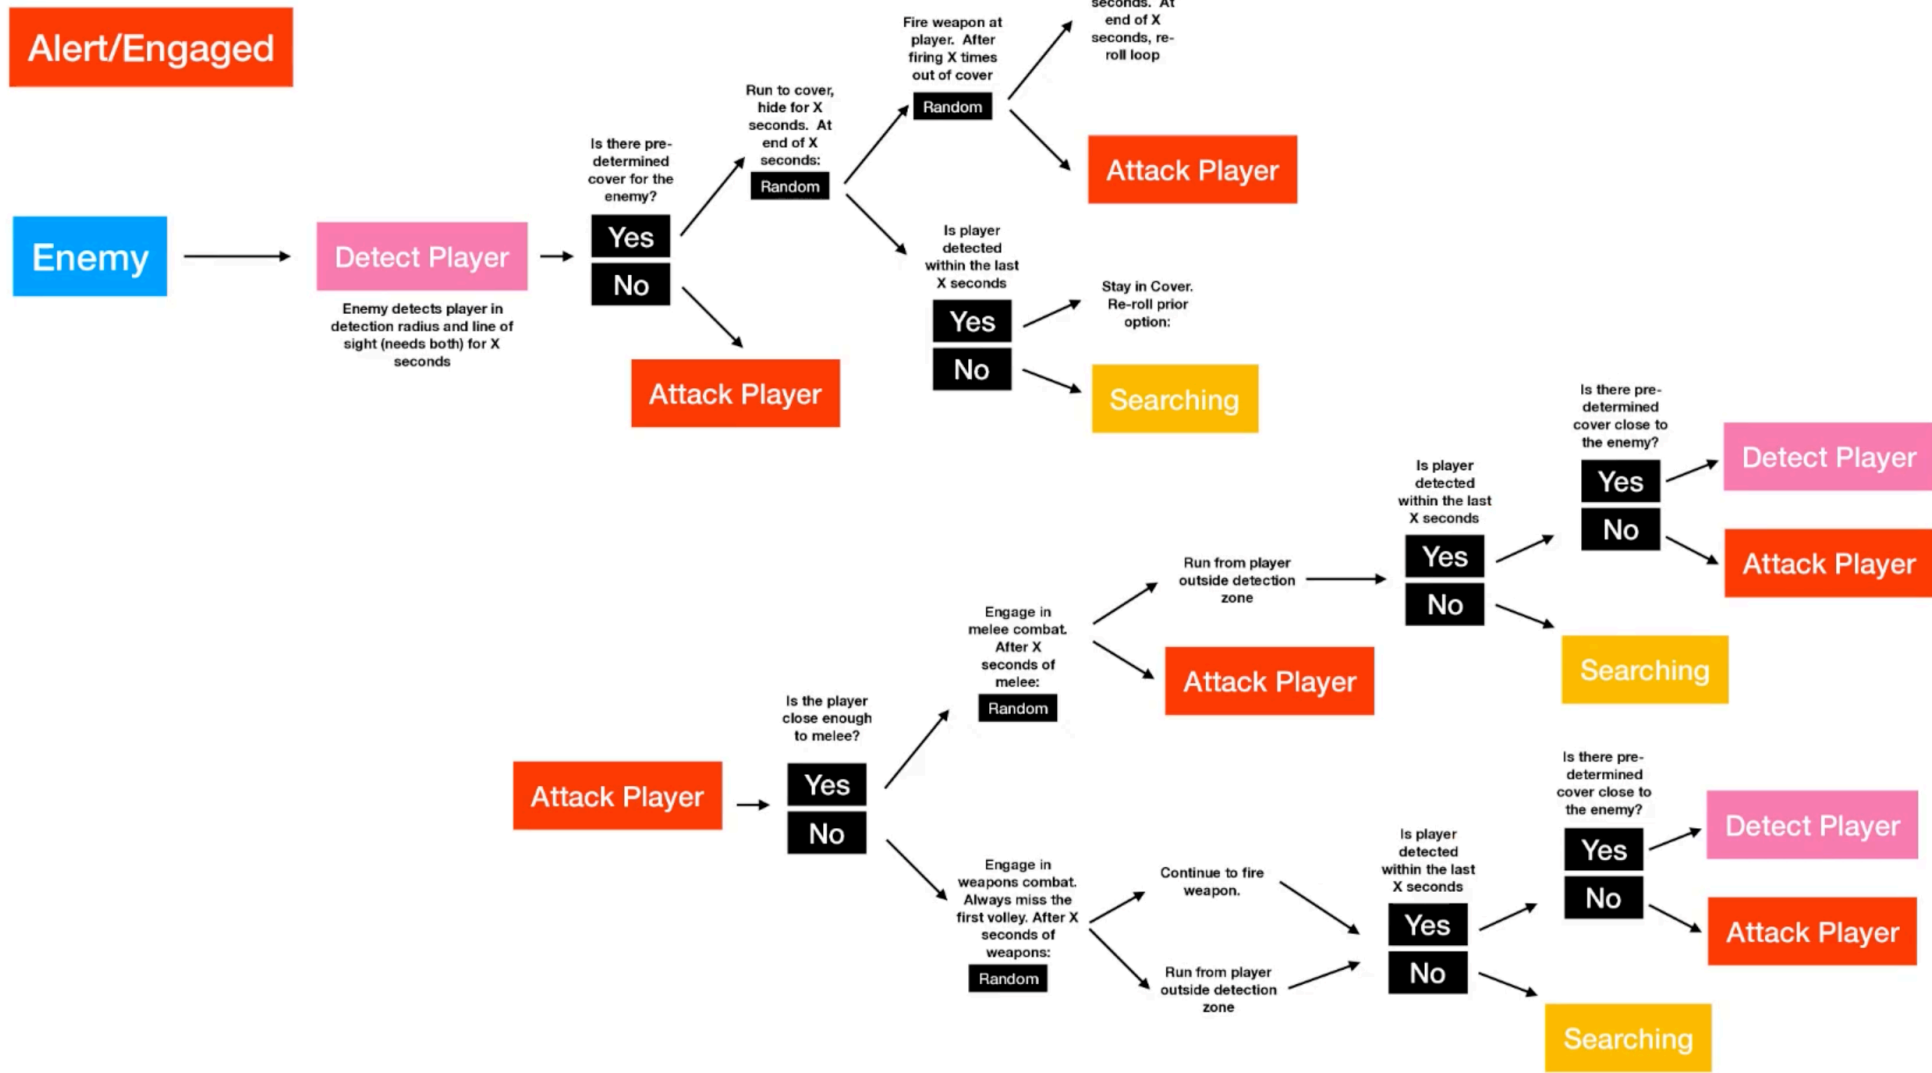 seconds. At
end of X
seconds, re-
roll loop
Alert/Engaged
Fire weapon at
player. After
firing X times
out of cover
Random
Run to cover,
hide for X
seconds. At
end of X
seconds:
Random
Attack Player
Is there pre-
determined
cover for the
enemy?
Yes
No
Enemy
Detect Player
Enemy detects player in
detection radius and line of
sight (needs both) for X
seconds
Attack Player
Is player
detected
within the last
X seconds
Yes
No
Stay in Cover.
Re-roll prior
option:
Searching
Is there pre-
determined
cover close to
the enemy?
Yes
No
Detect Player
Attack Player
Is player
detected
within the last
X seconds
Yes
No
Searching
Run from player
outside detection
zone
Engage in
melee combat.
After X
seconds of
melee:
Random
Attack Player
Is the player
close enough
to melee?
Yes
No
Attack Player
Engage in
weapons combat.
Always miss the
first volley. After X
seconds of
weapons:
Random
Continue to fire
weapon.
Run from player
outside detection
zone
Is player
detected
within the last
X seconds
Yes
No
Is there pre-
determined
cover close to
the enemy?
Yes
No
Detect Player
Attack Player
Searching